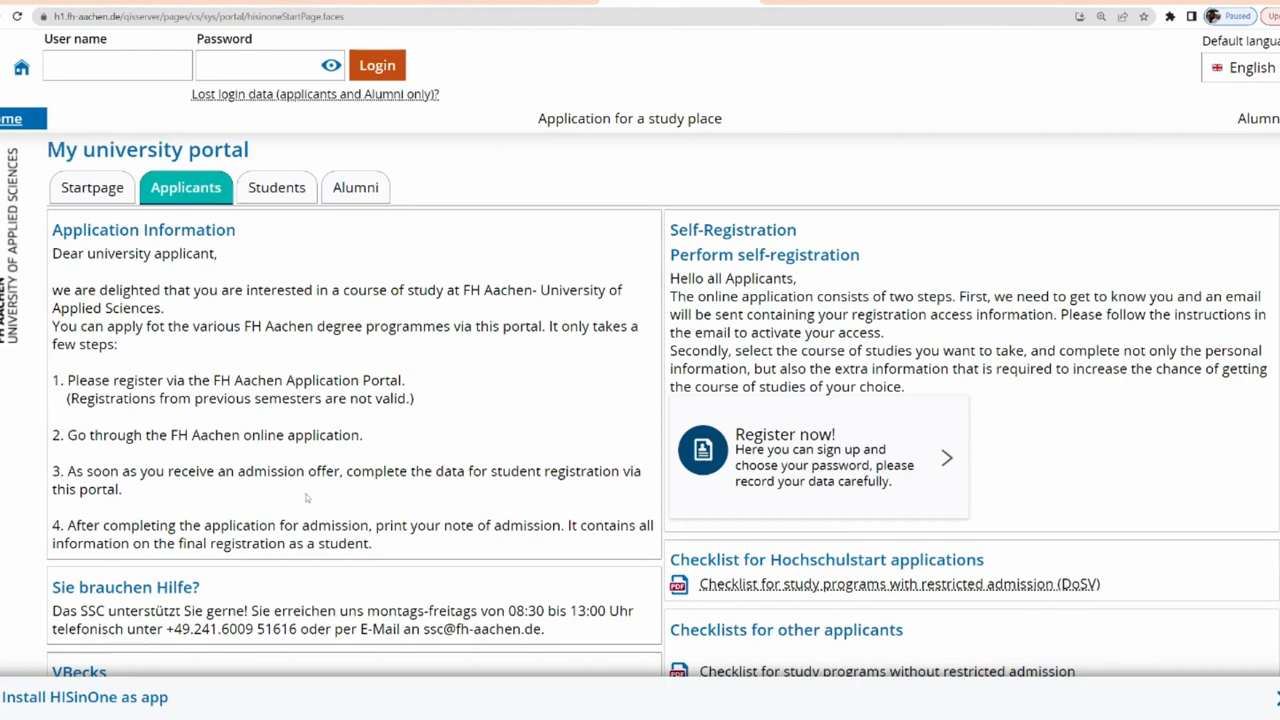 h1.fh-aachen.de/qisserver/pages/cs/sys/portal/hisinoneStartPage.faces
Paused
User name
Password
Login
Lost login data (applicants and Alumni only)?
Default langua
English
ome
Application for a study place
Alumn
My university portal
Startpage
Applicants
Students
Alumni
UNIVERSITY OF APPLIED SCIENCES
Application Information
Dear university applicant,
we are delighted that you are interested in a course of study at FH Aachen- University of
Applied Sciences.
You can apply fot the various FH Aachen degree programmes via this portal. It only takes a
few steps:
1. Please register via the FH Aachen Application Portal.
(Registrations from previous semesters are not valid.)
2. Go through the FH Aachen online application.
3. As soon as you receive an admission offer, complete the data for student registration via
this portal.
4. After completing the application for admission, print your note of admission. It contains all
information on the final registration as a student.
Sie brauchen Hilfe?
Das SSC unterstützt Sie gerne! Sie erreichen uns montags-freitags von 08:30 bis 13:00 Uhr
telefonisch unter +49.241.6009 51616 oder per E-Mail an ssc@fh-aachen.de.
VBecks
Self-Registration
Perform self-registration
Hello all Applicants,
The online application consists of two steps. First, we need to get to know you and an email
will be sent containing your registration access information. Please follow the instructions in
the email to activate your access.
Secondly, select the course of studies you want to take, and complete not only the personal
information, but also the extra information that is required to increase the chance of getting
the course of studies of your choice.
Register now!
Here you can sign up and
choose your password, please
record your data carefully.
Checklist for Hochschulstart applications
PDF
Checklist for study programs with restricted admission (DoSV)
Checklists for other applicants
PDF
Checklist for study programs without restricted admission
Install HISinOne as app